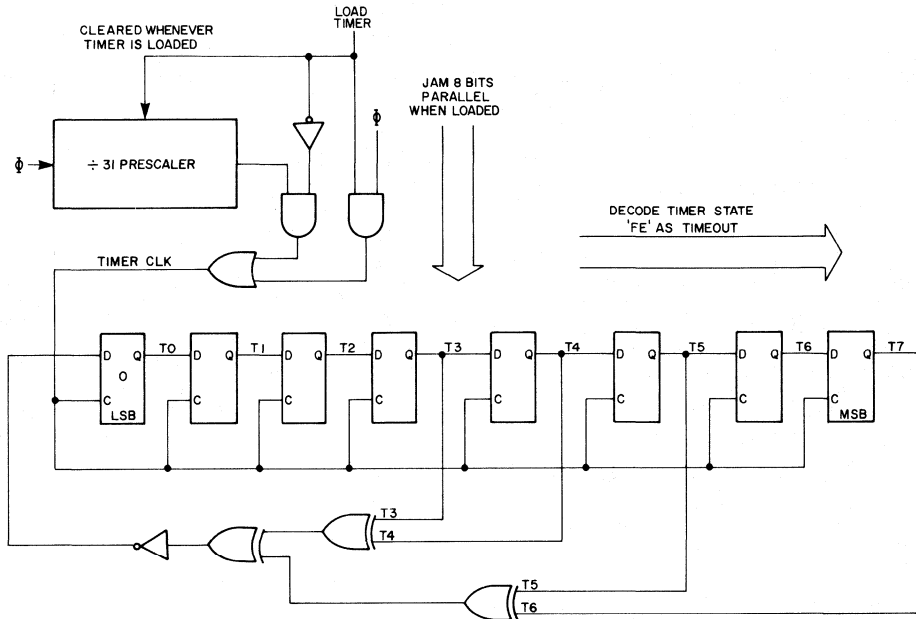 LOAD
TIMER
CLEARED WHENEVER
TIMER IS LOADED
JAM 8 BITS
PARALLEL
WHEN LOADED
Φ
Φ
÷ 31 PRESCALER
DECODE TIMER STATE
'FE' AS TIMEOUT
TIMER CLK
D Q T0 D Q T1 D Q T2 D Q T3 D Q T4 D Q T5 D Q T6 D Q T7
0
C C C C C C C C
LSB MSB
T3
T4
T5
T6